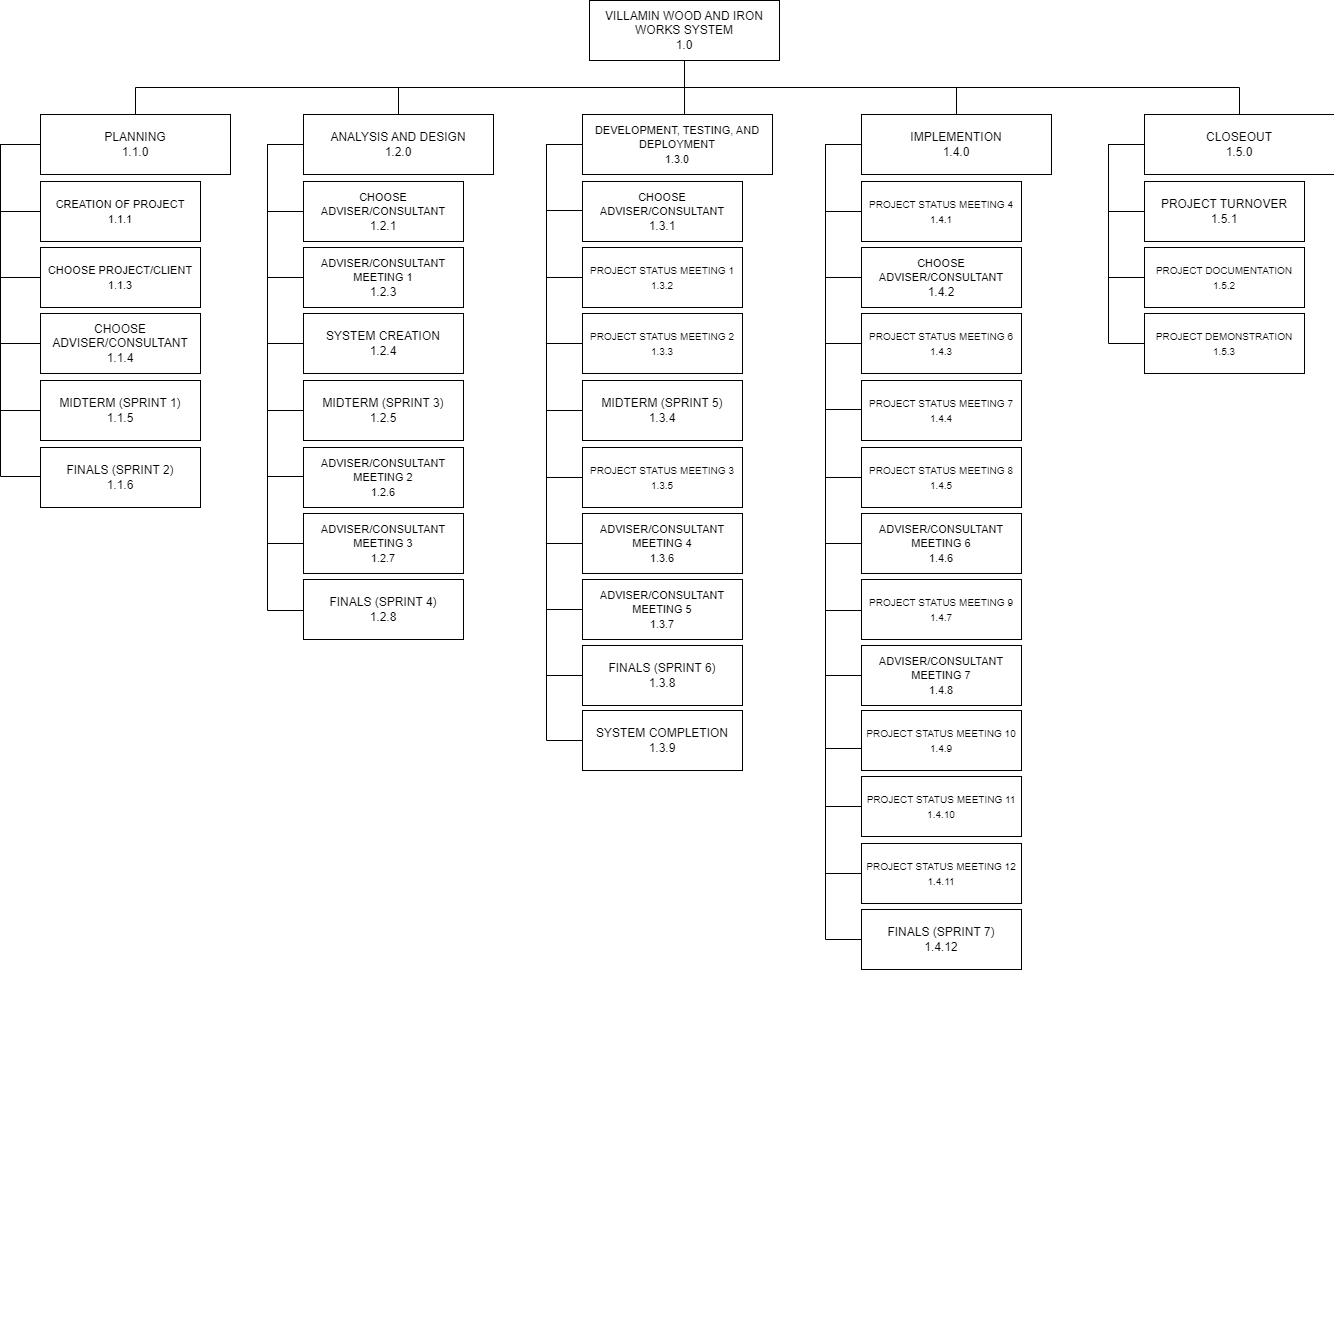 VILLAMIN WOOD AND IRON
WORKS SYSTEM
1.0
PLANNING
1.1.0
CREATION OF PROJECT
1.1.1
CHOOSE PROJECT/CLIENT
1.1.3
CHOOSE
ADVISER/CONSULTANT
1.1.4
MIDTERM (SPRINT 1)
1.1.5
FINALS (SPRINT 2)
1.1.6
ANALYSIS AND DESIGN
1.2.0
CHOOSE
ADVISER/CONSULTANT
1.2.1
ADVISER/CONSULTANT
MEETING 1
1.2.3
SYSTEM CREATION
1.2.4
MIDTERM (SPRINT 3)
1.2.5
ADVISER/CONSULTANT
MEETING 2
1.2.6
ADVISER/CONSULTANT
MEETING 3
1.2.7
FINALS (SPRINT 4)
1.2.8
DEVELOPMENT, TESTING, AND
DEPLOYMENT
1.3.0
CHOOSE
ADVISER/CONSULTANT
1.3.1
PROJECT STATUS MEETING 1
1.3.2
PROJECT STATUS MEETING 2
1.3.3
MIDTERM (SPRINT 5)
1.3.4
PROJECT STATUS MEETING 3
1.3.5
ADVISER/CONSULTANT
MEETING 4
1.3.6
ADVISER/CONSULTANT
MEETING 5
1.3.7
FINALS (SPRINT 6)
1.3.8
SYSTEM COMPLETION
1.3.9
IMPLEMENTION
1.4.0
PROJECT STATUS MEETING 4
1.4.1
CHOOSE
ADVISER/CONSULTANT
1.4.2
PROJECT STATUS MEETING 6
1.4.3
PROJECT STATUS MEETING 7
1.4.4
PROJECT STATUS MEETING 8
1.4.5
ADVISER/CONSULTANT
MEETING 6
1.4.6
PROJECT STATUS MEETING 9
1.4.7
ADVISER/CONSULTANT
MEETING 7
1.4.8
PROJECT STATUS MEETING 10
1.4.9
PROJECT STATUS MEETING 11
1.4.10
PROJECT STATUS MEETING 12
1.4.11
FINALS (SPRINT 7)
1.4.12
CLOSEOUT
1.5.0
PROJECT TURNOVER
1.5.1
PROJECT DOCUMENTATION
1.5.2
PROJECT DEMONSTRATION
1.5.3